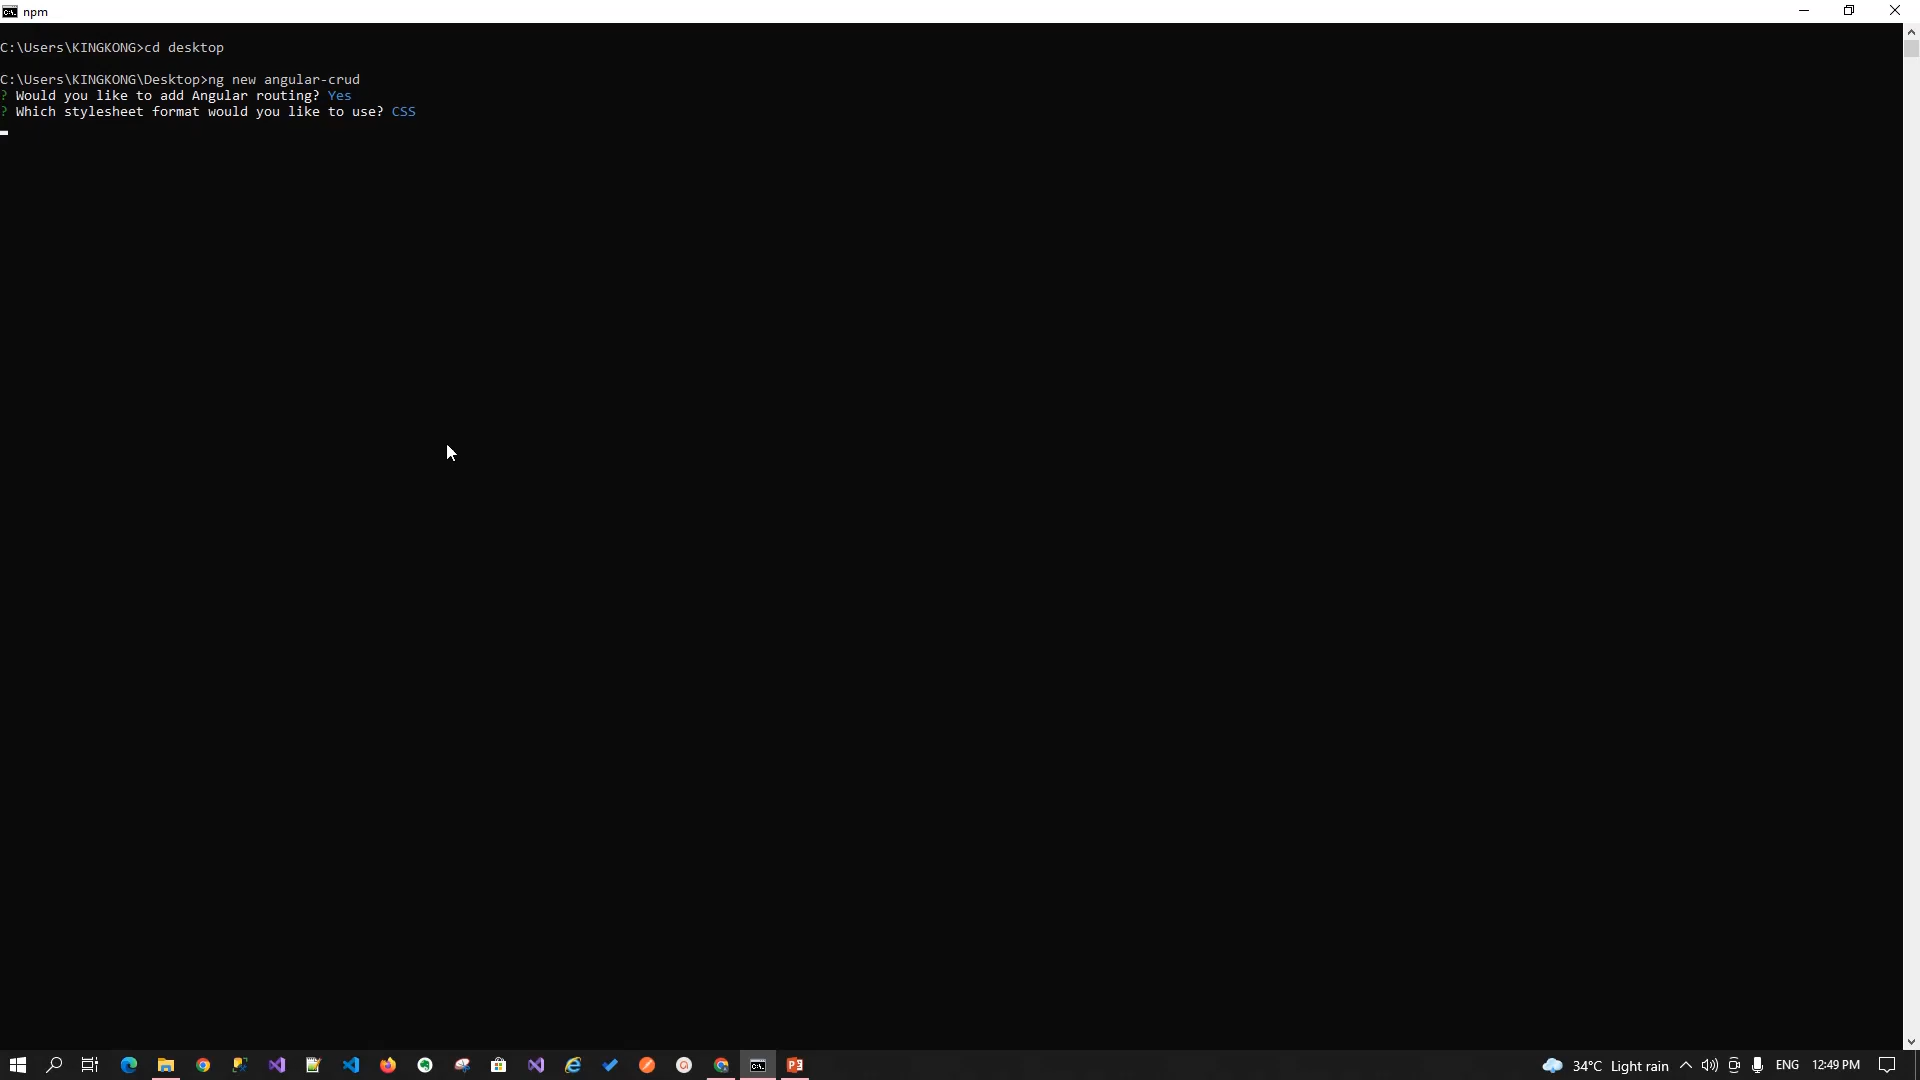 npm
C:\Users\KINGKONG>cd desktop
C:\Users\KINGKONG\Desktop>ng new angular-crud
? Would you like to add Angular routing? Yes
? Which stylesheet format would you like to use? CSS
34°C Light rain ENG 12:49 PM